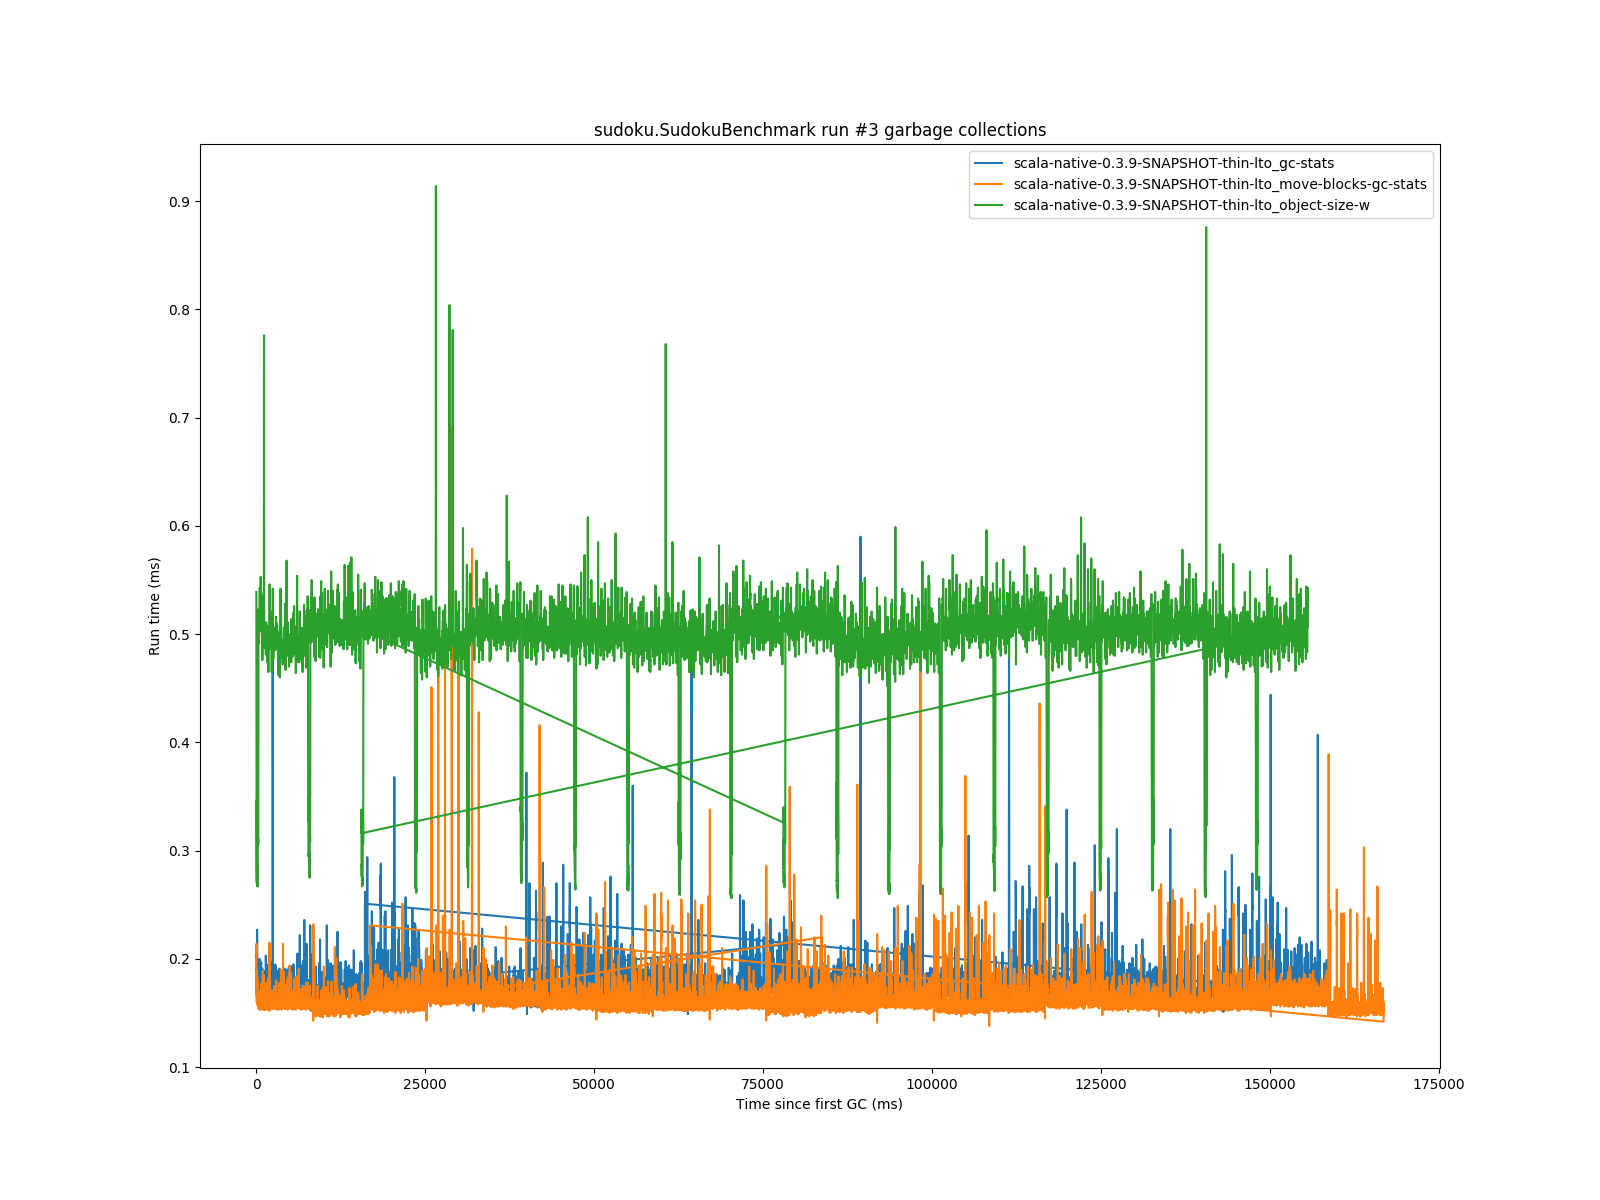 sudoku.SudokuBenchmark run #3 garbage collections
scala-native-0.3.9-SNAPSHOT-thin-lto_gc-stats
scala-native-0.3.9-SNAPSHOT-thin-lto_move-blocks-gc-stats
scala-native-0.3.9-SNAPSHOT-thin-lto_object-size-w
Run time (ms)
0.9
0.8
0.7
0.6
0.5
0.4
0.3
0.2
0.1
0 25000 50000 75000 100000 125000 150000 175000
Time since first GC (ms)